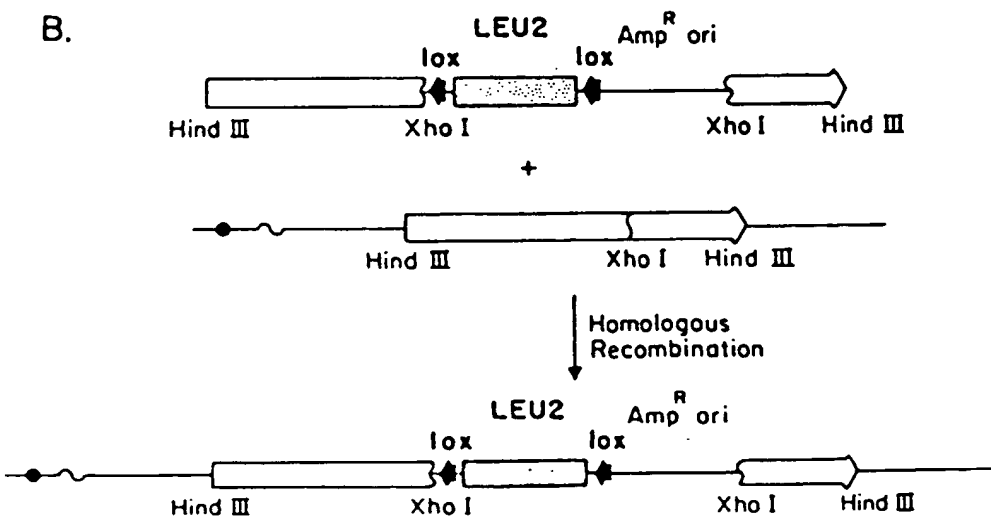 B.
LEU2 Amp^R ori
lox lox
Hind III Xho I Xho I Hind III
+
Hind III Xho I Hind III
Homologous
Recombination
LEU2 Amp^R ori
lox lox
Hind III Xho I Xho I Hind III